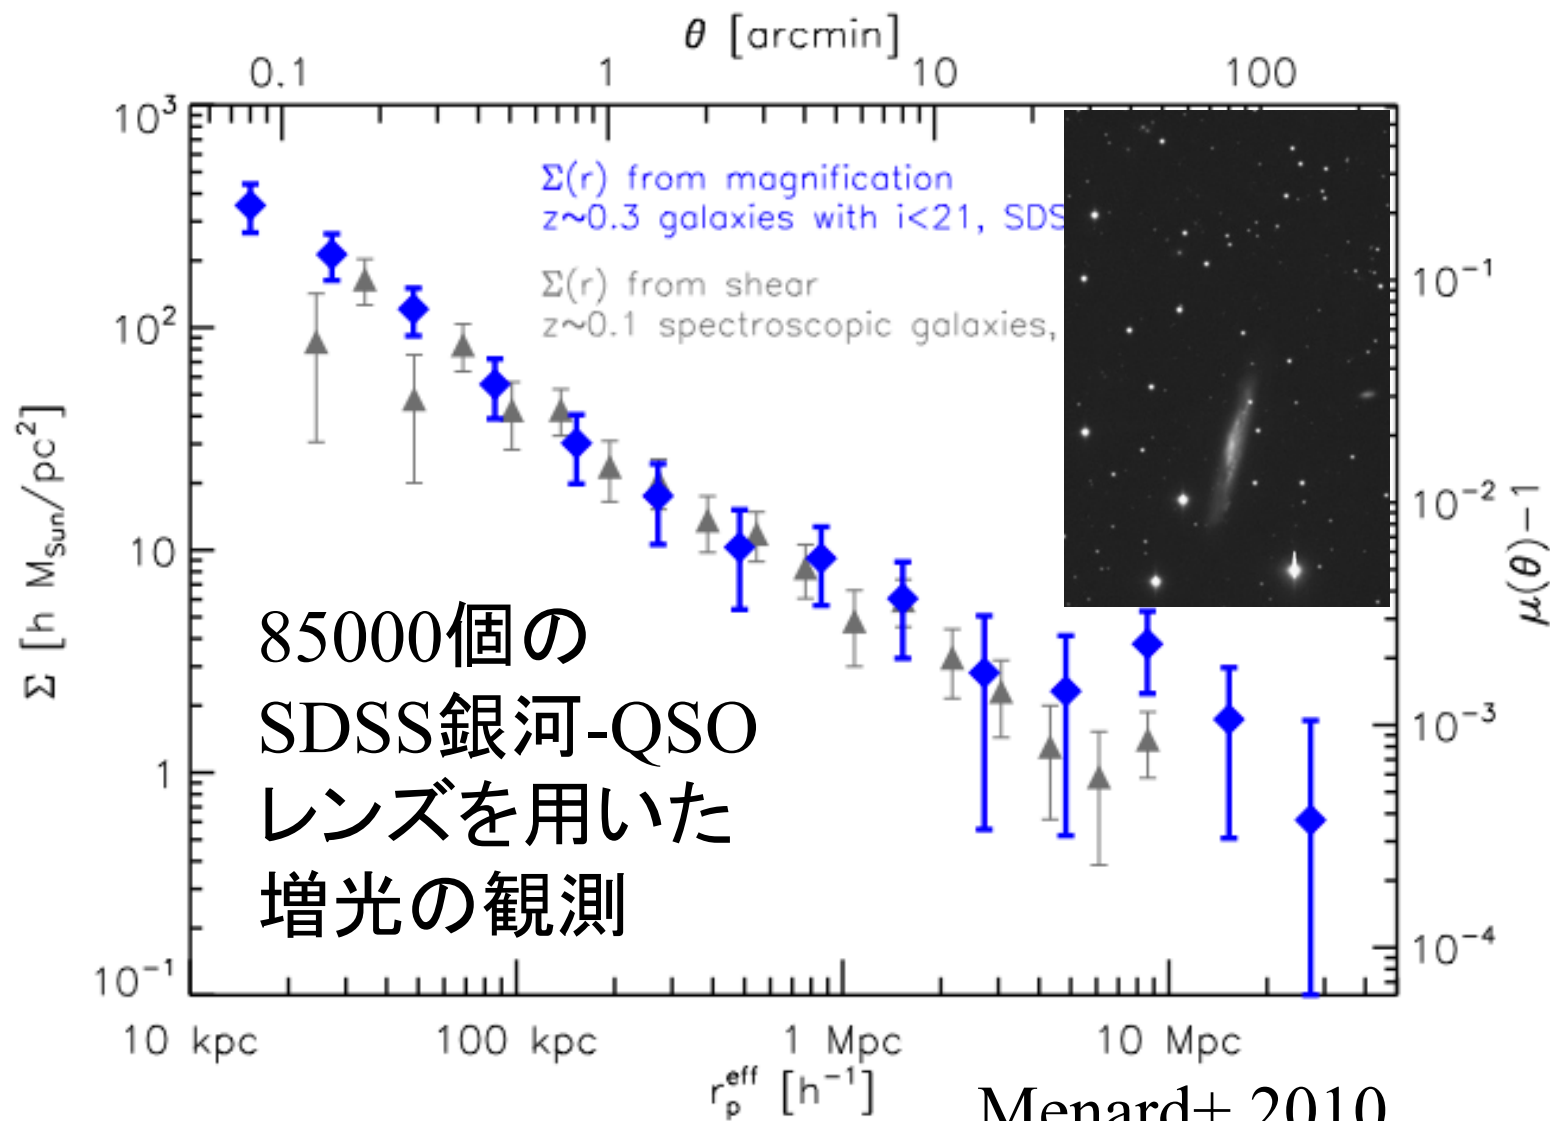 θ [arcmin]
0.1 1 10 100
10³
10²
10
1
10⁻¹
Σ [h M_Sun/pc²]
Σ(r) from magnification
z~0.3 galaxies with i<21, SDS
Σ(r) from shear
z~0.1 spectroscopic galaxies,
85000個の
SDSS銀河-QSO
レンズを用いた
増光の観測
10⁻¹
10⁻²
10⁻³
10⁻⁴
μ(θ)-1
10 kpc 100 kpc 1 Mpc 10 Mpc
r_p^eff [h⁻¹]
Menard+ 2010